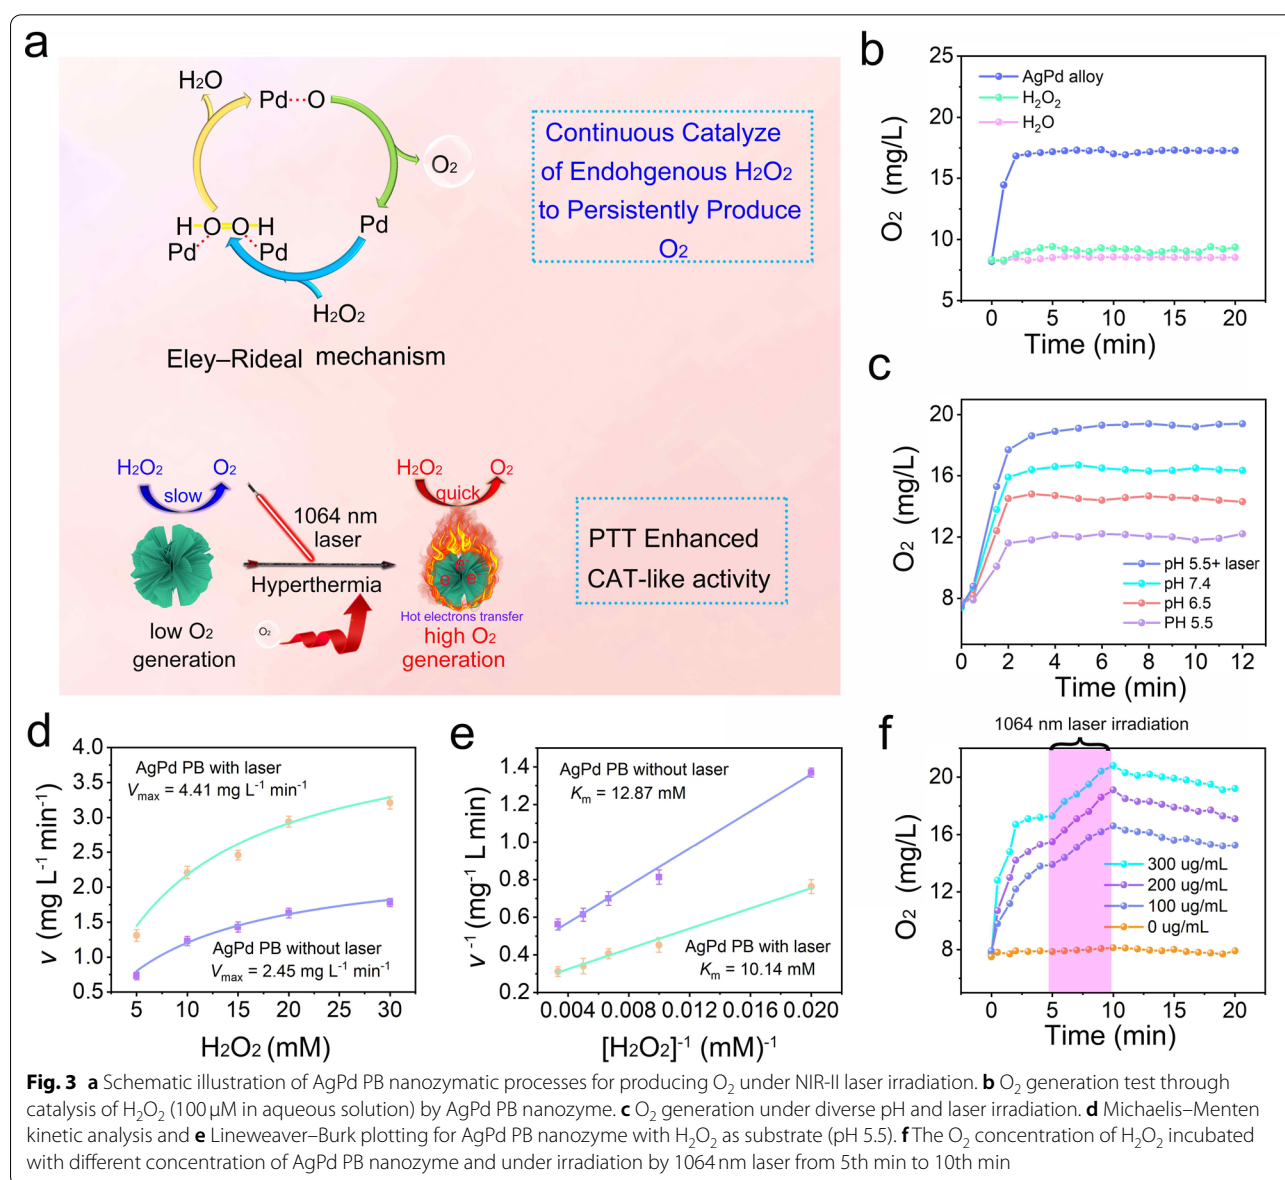 a
H2O
Pd···O
O2
H-O=O-H
Pd Pd
Pd
H2O2
Eley–Rideal mechanism
Continuous Catalyze
of Endohgenous H2O2
to Persistently Produce
O2
H2O2 O2
slow
1064 nm
laser
Hyperthermia
low O2
generation
O2
H2O2 O2
quick
e e e
Hot electrons transfer
high O2
generation
PTT Enhanced
CAT-like activity
b
25
20
15
10
5
O2 (mg/L)
AgPd alloy
H2O2
H2O
0 5 10 15 20
Time (min)
c
20
16
12
8
O2 (mg/L)
pH 5.5+ laser
pH 7.4
pH 6.5
PH 5.5
0 2 4 6 8 10 12
Time (min)
d
4.0
3.5
3.0
2.5
2.0
1.5
1.0
0.5
v (mg L-1 min-1)
AgPd PB with laser
Vmax = 4.41 mg L-1 min-1
AgPd PB without laser
Vmax = 2.45 mg L-1 min-1
5 10 15 20 25 30
H2O2 (mM)
e
1.4
1.2
1.0
0.8
0.6
0.4
0.2
v -1 (mg-1 L min)
AgPd PB without laser
Km = 12.87 mM
AgPd PB with laser
Km = 10.14 mM
0.004 0.008 0.012 0.016 0.020
[H2O2]-1 (mM)-1
f
1064 nm laser irradiation
20
16
12
8
O2 (mg/L)
300 ug/mL
200 ug/mL
100 ug/mL
0 ug/mL
0 5 10 15 20
Time (min)
Fig. 3 a Schematic illustration of AgPd PB nanozymatic processes for producing O2 under NIR-II laser irradiation. b O2 generation test through
catalysis of H2O2 (100 μM in aqueous solution) by AgPd PB nanozyme. c O2 generation under diverse pH and laser irradiation. d Michaelis–Menten
kinetic analysis and e Lineweaver–Burk plotting for AgPd PB nanozyme with H2O2 as substrate (pH 5.5). f The O2 concentration of H2O2 incubated
with different concentration of AgPd PB nanozyme and under irradiation by 1064 nm laser from 5th min to 10th min